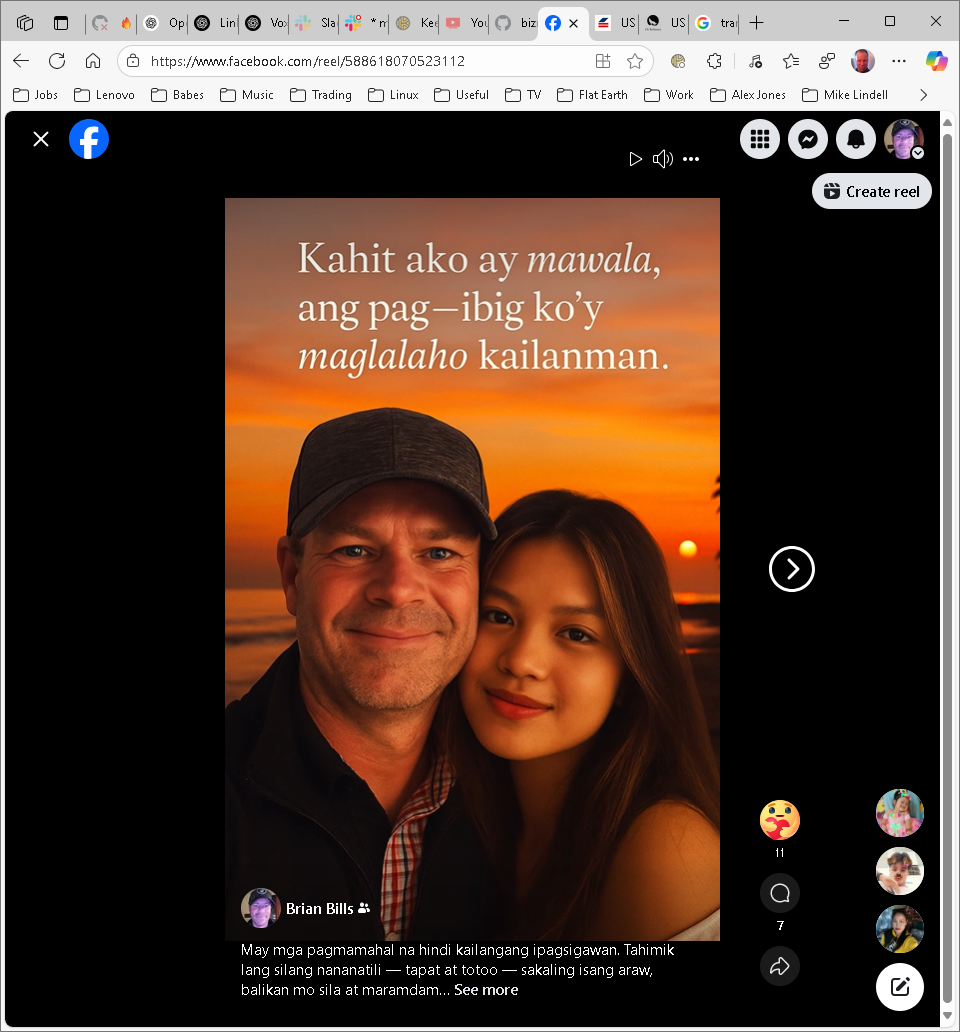 Op
Lin
Vo
Sla
* m
Kee
You
biz
US
US
trai
https://www.facebook.com/reel/588618070523112
Jobs
Lenovo
Babes
Music
Trading
Linux
Useful
TV
Flat Earth
Work
Alex Jones
Mike Lindell
Create reel
Kahit ako ay mawala,
ang pag—ibig ko’y
maglalaho kailanman.
11
7
Brian Bills
May mga pagmamahal na hindi kailangang ipagsigawan. Tahimik
lang silang nananatili — tapat at totoo — sakaling isang araw,
balikan mo sila at maramdam... See more